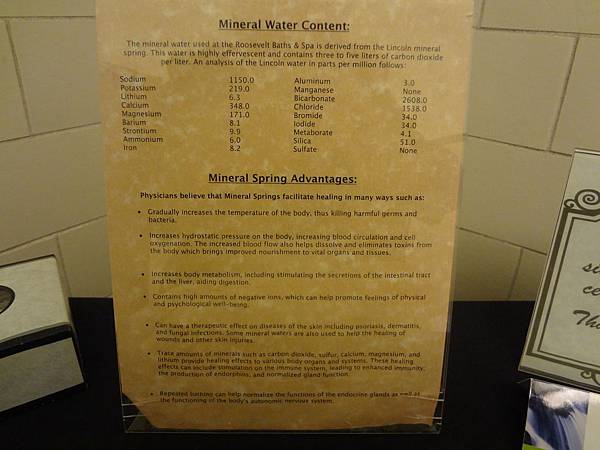 Mineral Water Content:
The mineral water used at the Roosevelt Baths & Spa is derived from the Lincoln mineral
spring. This water is highly effervescent and contains three to five liters of carbon dioxide
per liter. An analysis of the Lincoln water in parts per million follows:
Sodium 1150.0 Aluminum 3.0
Potassium 219.0 Manganese None
Lithium 6.3 Bicarbonate 2608.0
Calcium 348.0 Chloride 1538.0
Magnesium 171.0 Bromide 34.0
Barium 8.1 Iodide 34.0
Strontium 9.9 Metaborate 4.1
Ammonium 6.0 Silica 51.0
Iron 8.2 Sulfate None
Mineral Spring Advantages:
Physicians believe that Mineral Springs facilitate healing in many ways such as:
• Gradually increases the temperature of the body, thus killing harmful germs and
bacteria.
• Increases hydrostatic pressure on the body, increasing blood circulation and cell
oxygenation. The increased blood flow also helps dissolve and eliminates toxins from
the body which brings improved nourishment to vital organs and tissues.
• Increases body metabolism, including stimulating the secretions of the intestinal tract
and the liver, aiding digestion.
• Contains high amounts of negative ions, which can help promote feelings of physical
and psychological well-being.
• Can have a therapeutic effect on diseases of the skin including psoriasis, dermatitis,
and fungal infections. Some mineral waters are also used to help the healing of
wounds and other skin injuries.
• Trace amounts of minerals such as carbon dioxide, sulfur, calcium, magnesium, and
lithium provide healing effects to various body organs and systems. These healing
effects can include stimulation on the immune system, leading to enhanced immunity,
the production of endorphins, and normalized gland function.
• Repeated bathing can help normalize the functions of the endocrine glands as well as
the functioning of the body's autonomic nervous system.